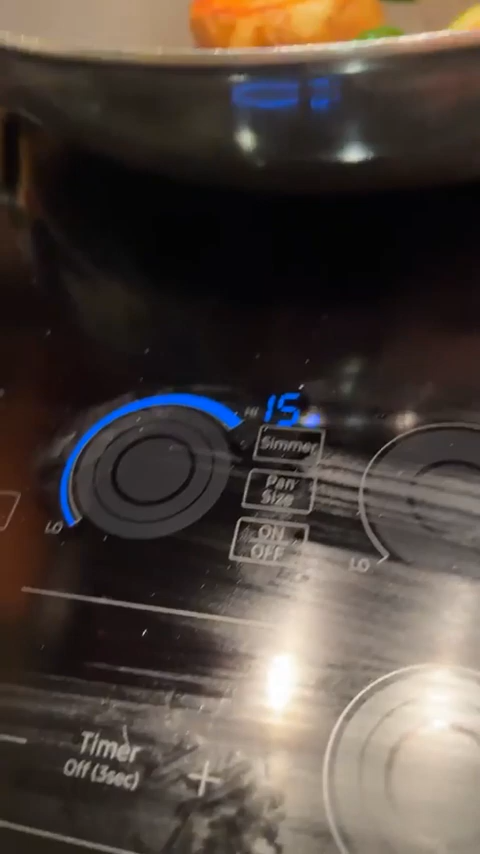 HI 15
Simmer
Pan
Size
ON
OFF
LO
LO
Timer
Off (3sec)
+